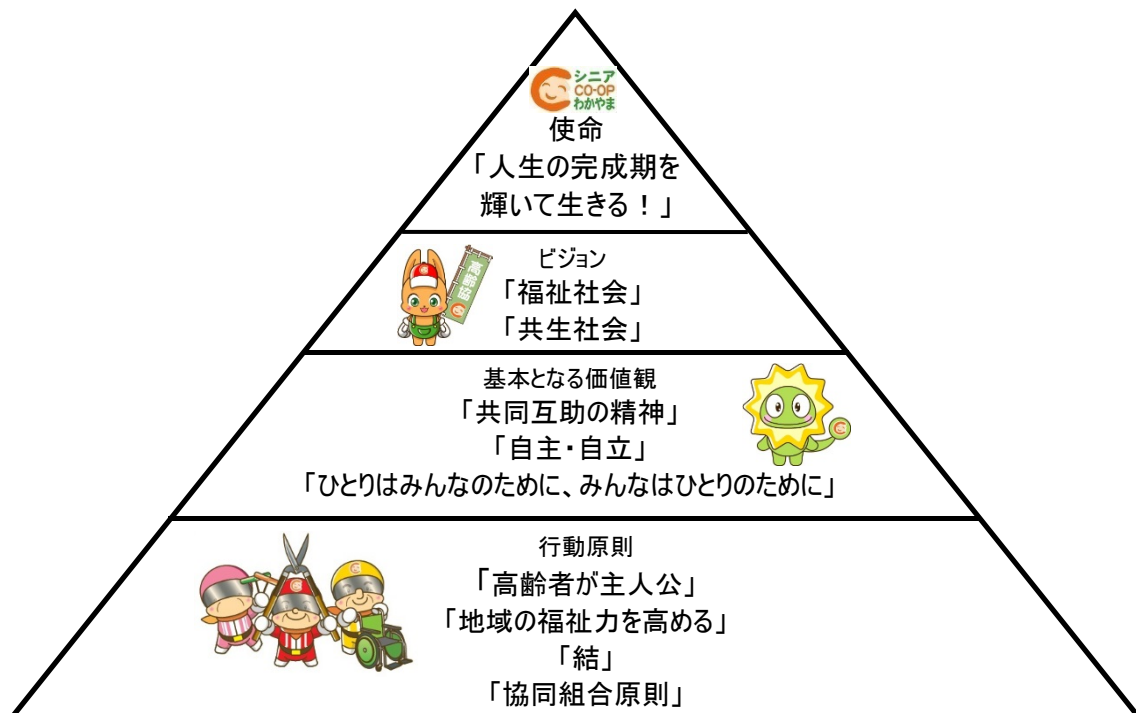 シニア
CO-OP
わかやま
使命
「人生の完成期を
輝いて生きる！」
ビジョン
高齢協
「福祉社会」
「共生社会」
基本となる価値観
「共同互助の精神」
「自主・自立」
「ひとりはみんなのために、みんなはひとりのために」
行動原則
「高齢者が主人公」
「地域の福祉力を高める」
「結」
「協同組合原則」